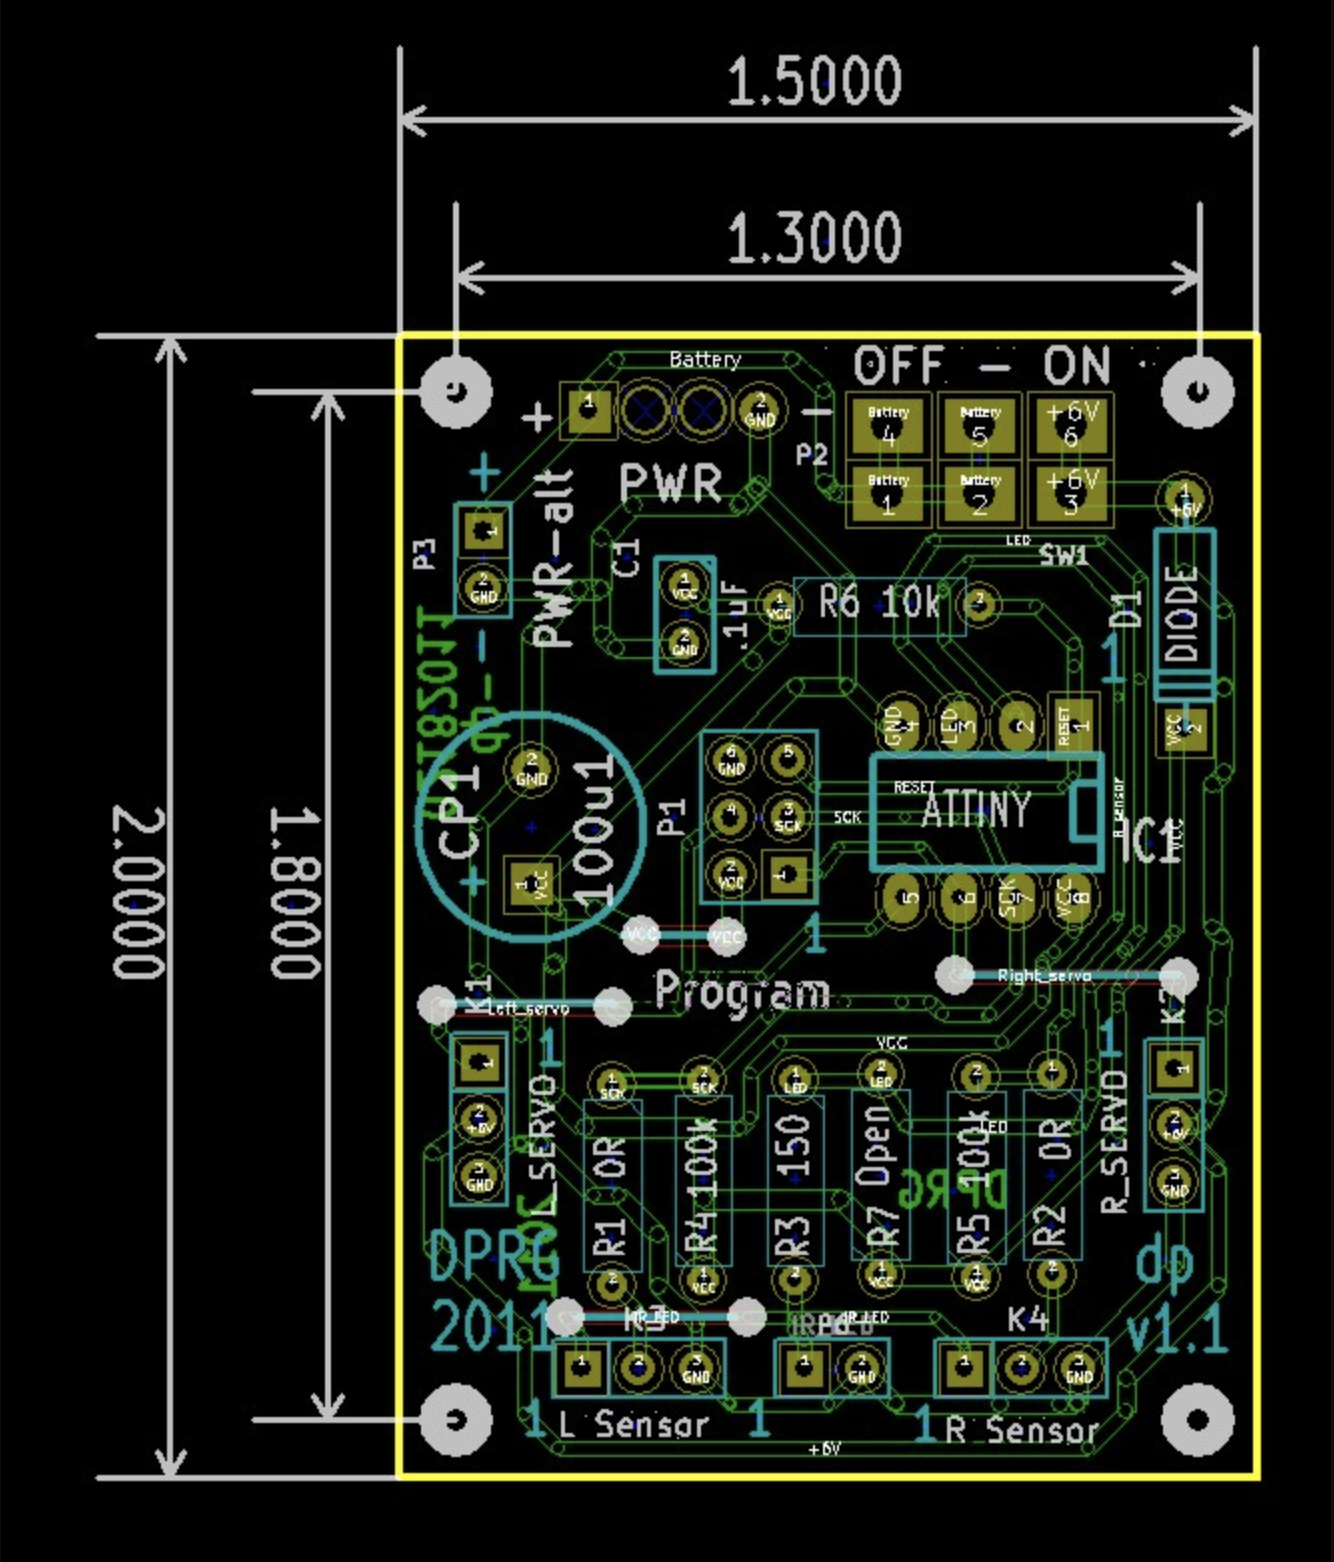 1.5000
1.3000
2.0000
1.8000
Battery
OFF - ON
+ 1 2 GND -
Battery 4
Battery 5
+6V 6
P2
Battery 1
Battery 2
+6V 3
PWR
+
P3
1
2 GND
-
PWR-alt
C1
1 VCC
2 GND
.1uF
1 VCC
R6 10k
2
LED
SW1
1 +6V
D1
DIODE
1
VCC 2
11028102
dp
GND 4
LED 3
2
RESET 1
CP1
2 GND
100u1
+
1 VCC
P1
6 GND
5
4
3 SCK
2 VCC
1
1
RESET
SCK
ATTINY
IC1
VCC
R_sensor
5
6
SCK 7
VCC 8
VCC
VCC
Program
Left_servo
Right_servo
K1
K2
VCC
1
1
2 +6V
3 GND
L_SERVO
1 SCK
2 SCK
1 LED
2 LED
2
1
R1 0R
R4 100k
R3 150
R7 Open
R5 100k
R2 0R
LED
DPRG
2
1 VCC
2
1 VCC
1 VCC
2
R_SERVO
1
1
2 +6V
3 GND
DPRG
2011
dp
v1.1
K3
IR_LED
IR_LED
K4
1
2
3 GND
1
2 GND
1
2
3 GND
1 L Sensor
1
1 R Sensor
+6V